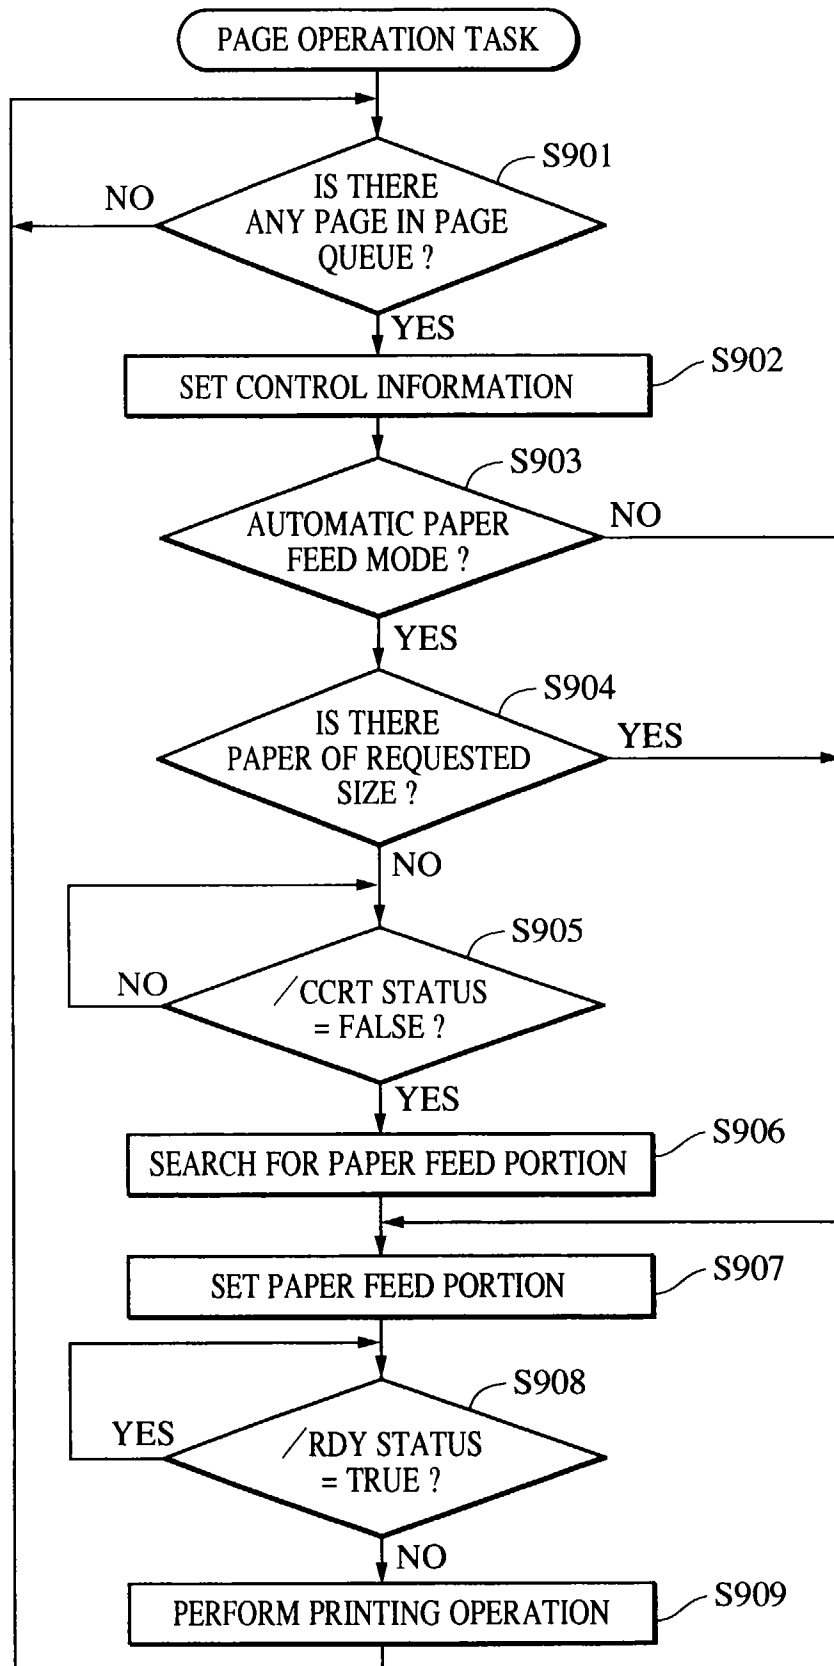 PAGE OPERATION TASK
S901
NO
IS THERE
ANY PAGE IN PAGE
QUEUE ?
YES
SET CONTROL INFORMATION
S902
S903
AUTOMATIC PAPER
FEED MODE ?
NO
YES
S904
IS THERE
PAPER OF REQUESTED
SIZE ?
YES
NO
S905
NO
/CCRT STATUS
= FALSE ?
YES
SEARCH FOR PAPER FEED PORTION
S906
SET PAPER FEED PORTION
S907
S908
YES
/RDY STATUS
= TRUE ?
NO
PERFORM PRINTING OPERATION
S909